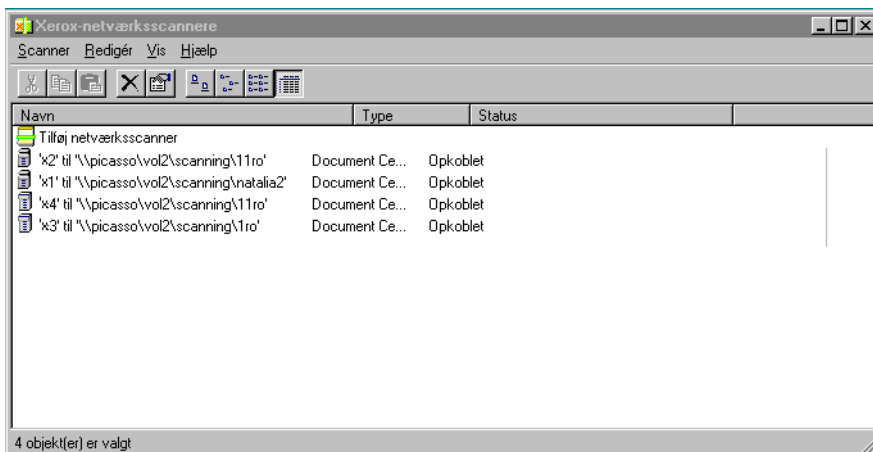 Xerox-netværksscannere
Scanner Redigér Vis Hjælp
Navn Type Status
Tilføj netværksscanner
'x2' til '\\picasso\vol2\scanning\11ro' Document Ce... Opkoblet
'x1' til '\\picasso\vol2\scanning\natalia2' Document Ce... Opkoblet
'x4' til '\\picasso\vol2\scanning\11ro' Document Ce... Opkoblet
'x3' til '\\picasso\vol2\scanning\1ro' Document Ce... Opkoblet
4 objekt(er) er valgt